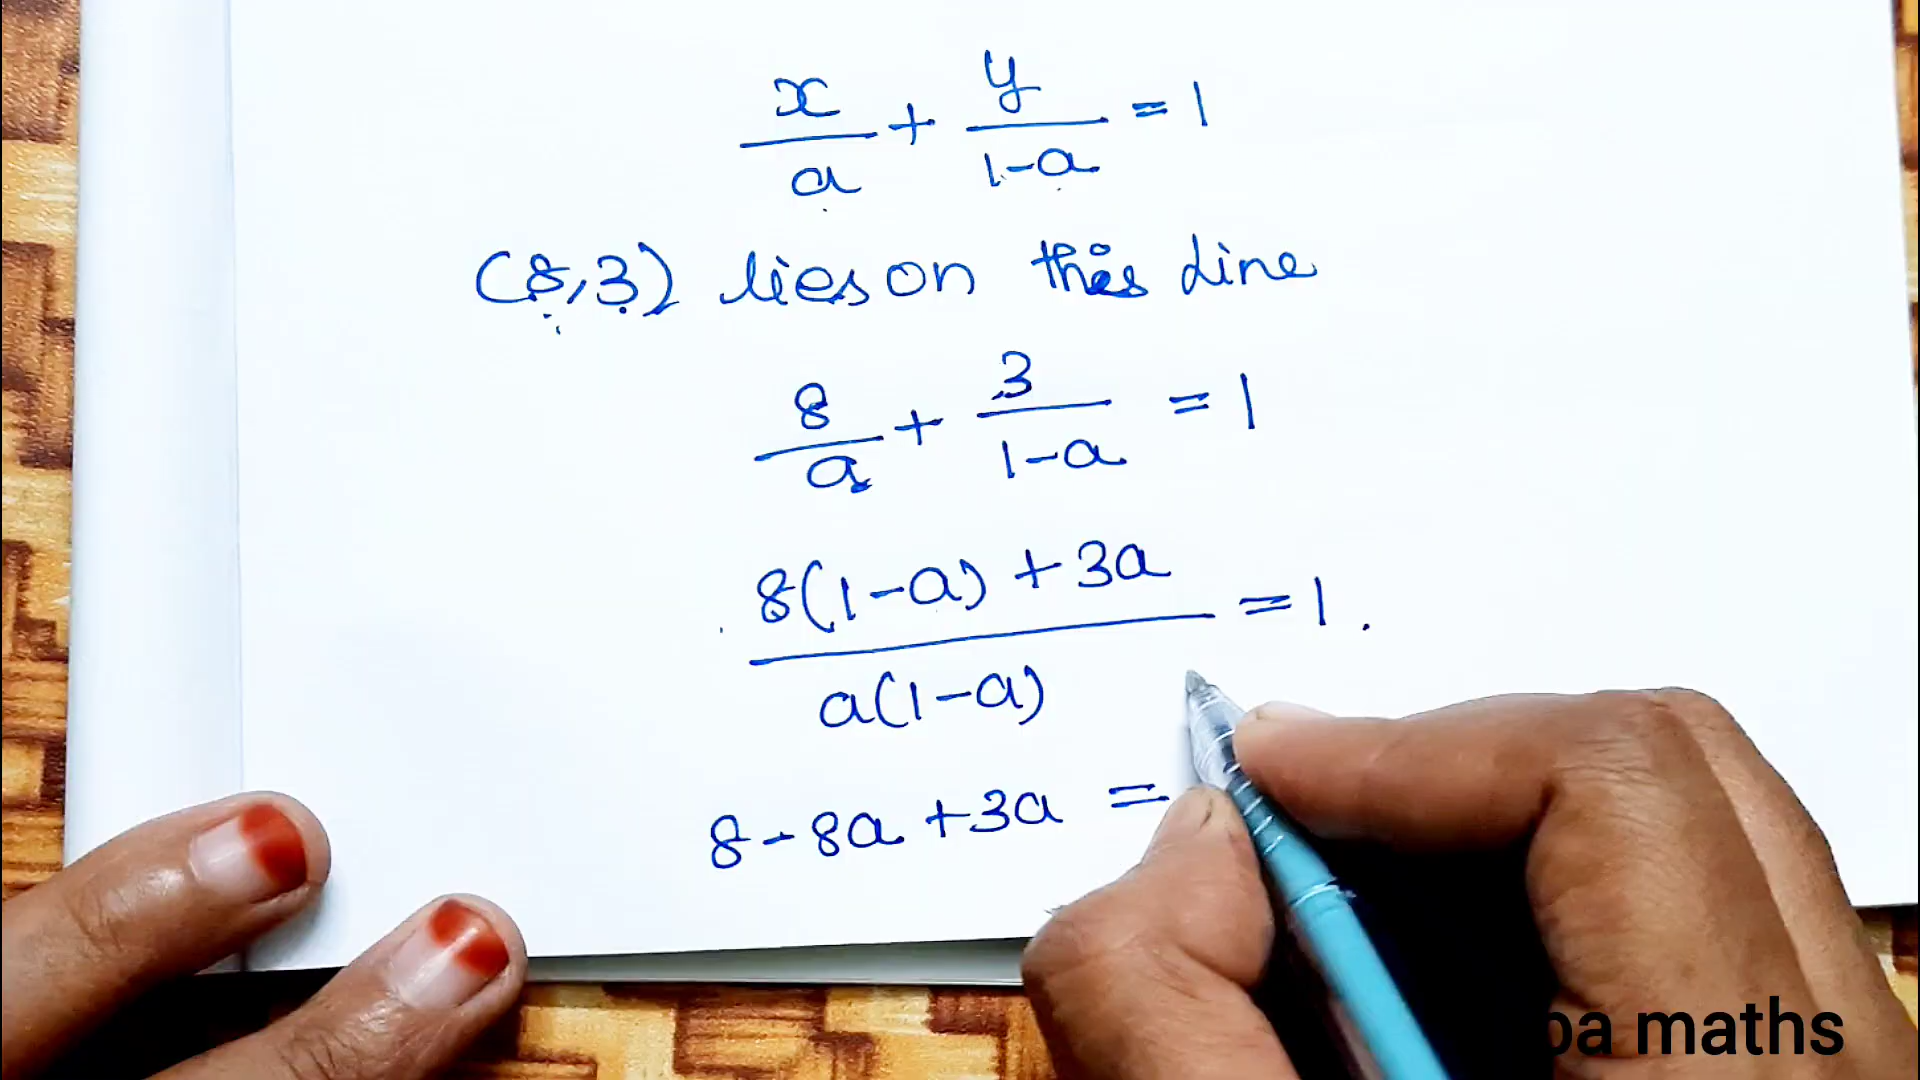 x/a + y/1-a = 1
(8,3) lies on this Line
8/a + 3/1-a = 1
8(1-a) + 3a / a(1-a) = 1.
8 - 8a + 3a =
maths